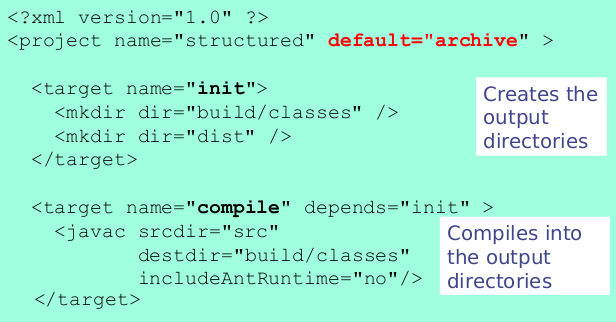 <?xml version="1.0" ?>
<project name="structured" default="archive" >
<target name="init">
<mkdir dir="build/classes" />
<mkdir dir="dist" />
</target>
Creates the
output
directories
<target name="compile" depends="init" >
<javac srcdir="src"
destdir="build/classes"
includeAntRuntime="no"/>
</target>
Compiles into
the output
directories